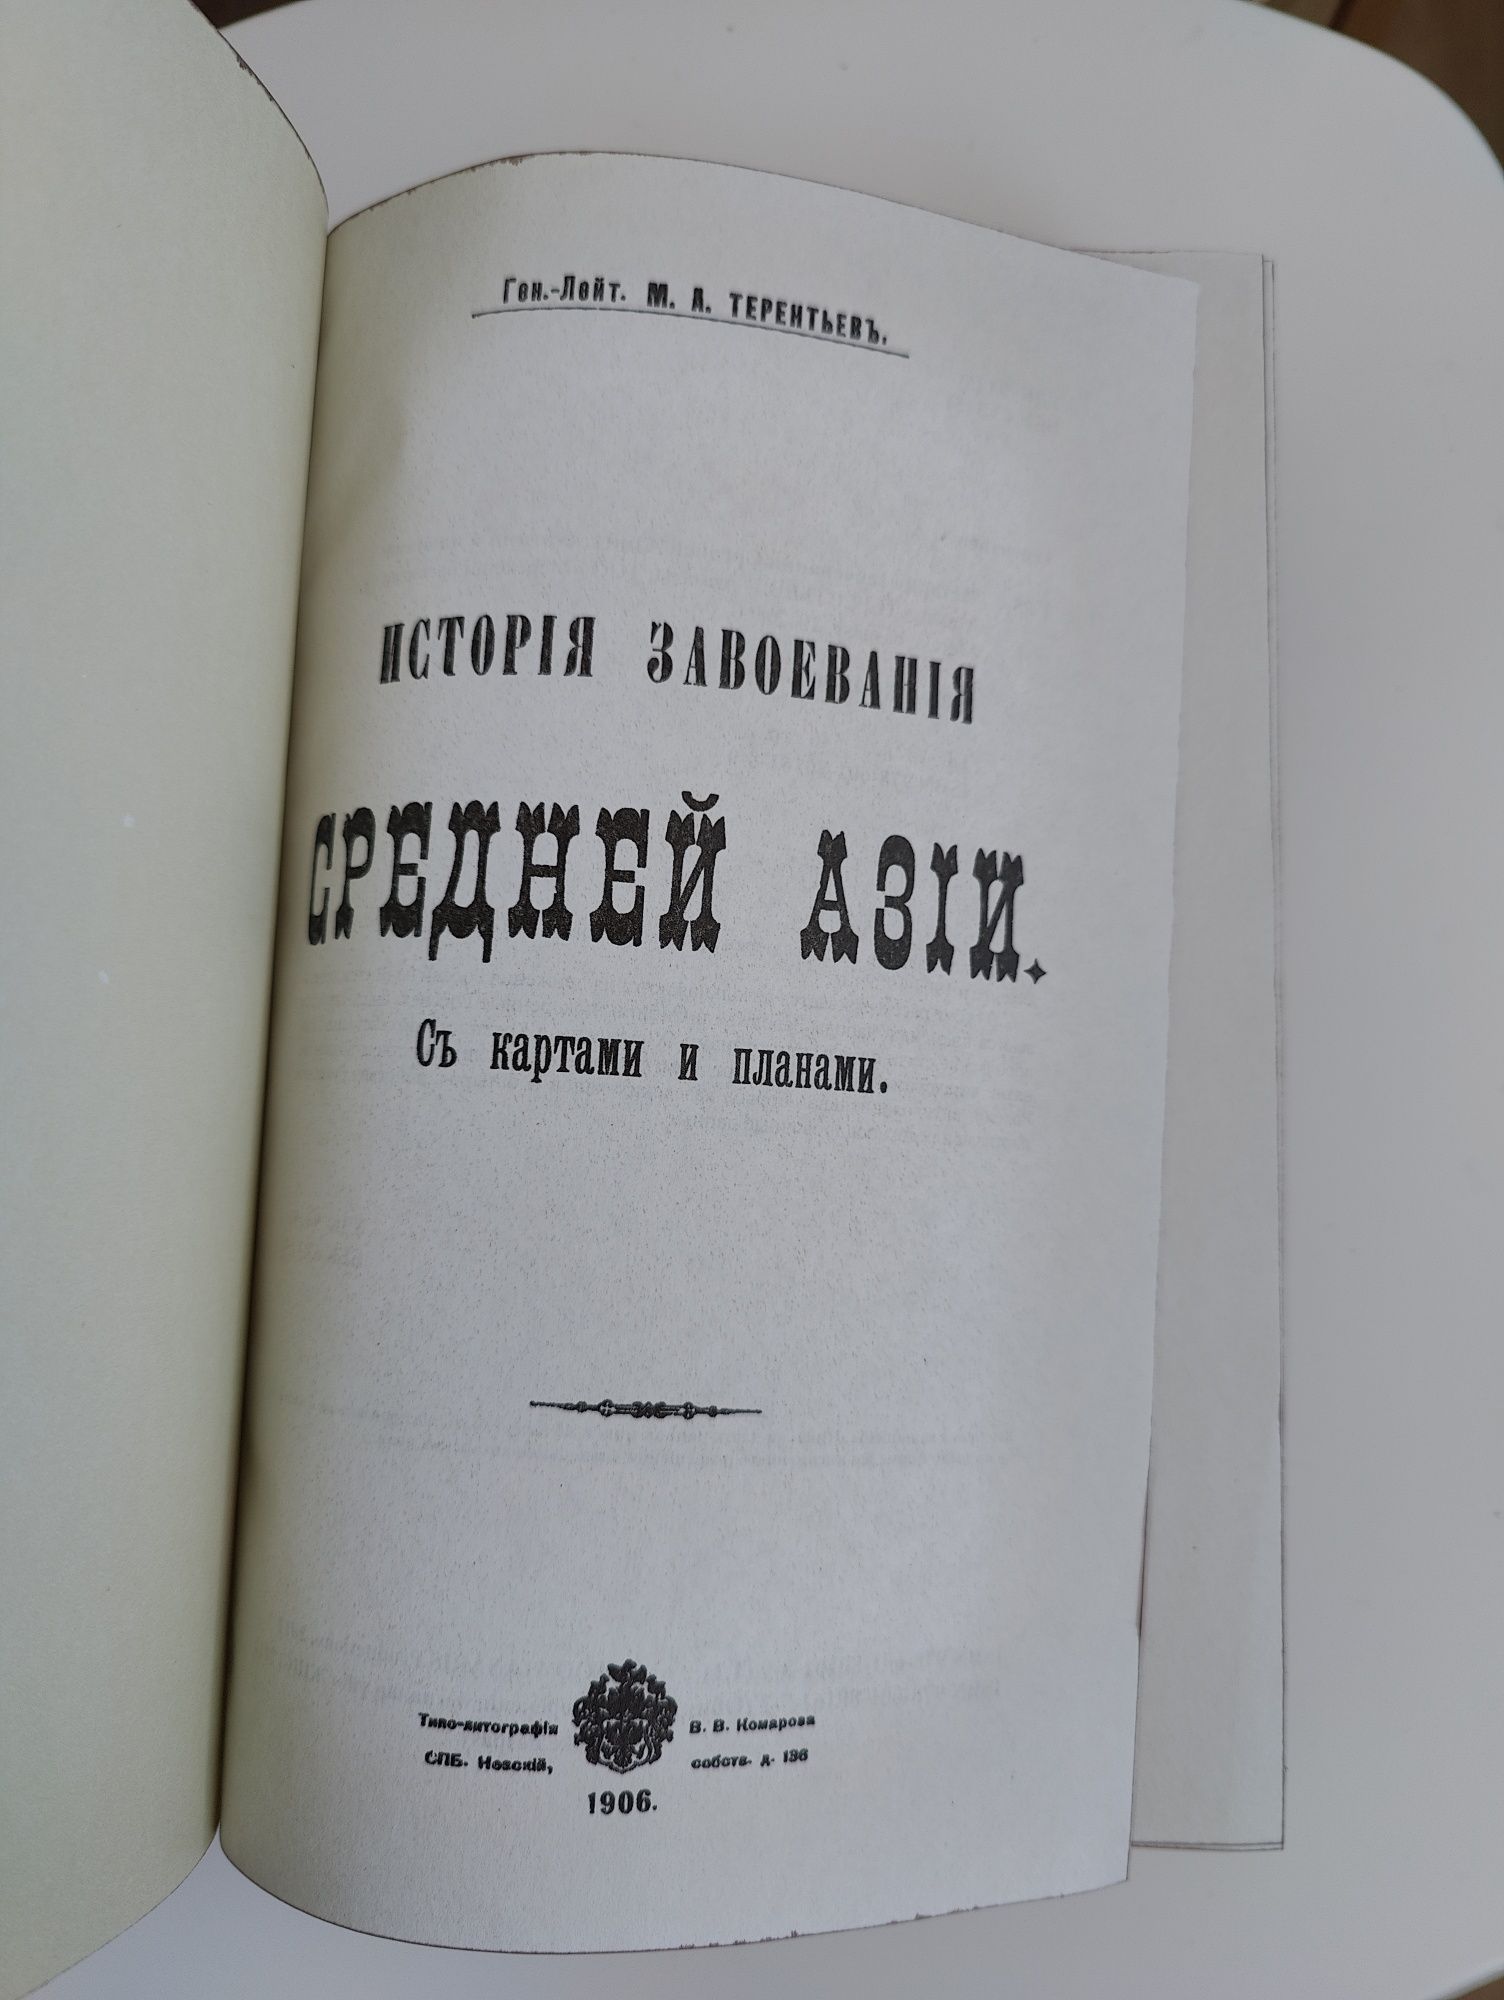 Ген.-Лейт. М. А. ТЕРЕНТЬЕВЪ.
ИСТОРІЯ ЗАВОЕВАНІЯ
СРЕДНЕЙ АЗІИ.
Съ картами и планами.
Типо-литографія В. В. Комарова
СПБ. Невскій, собств. д. 136
1906.